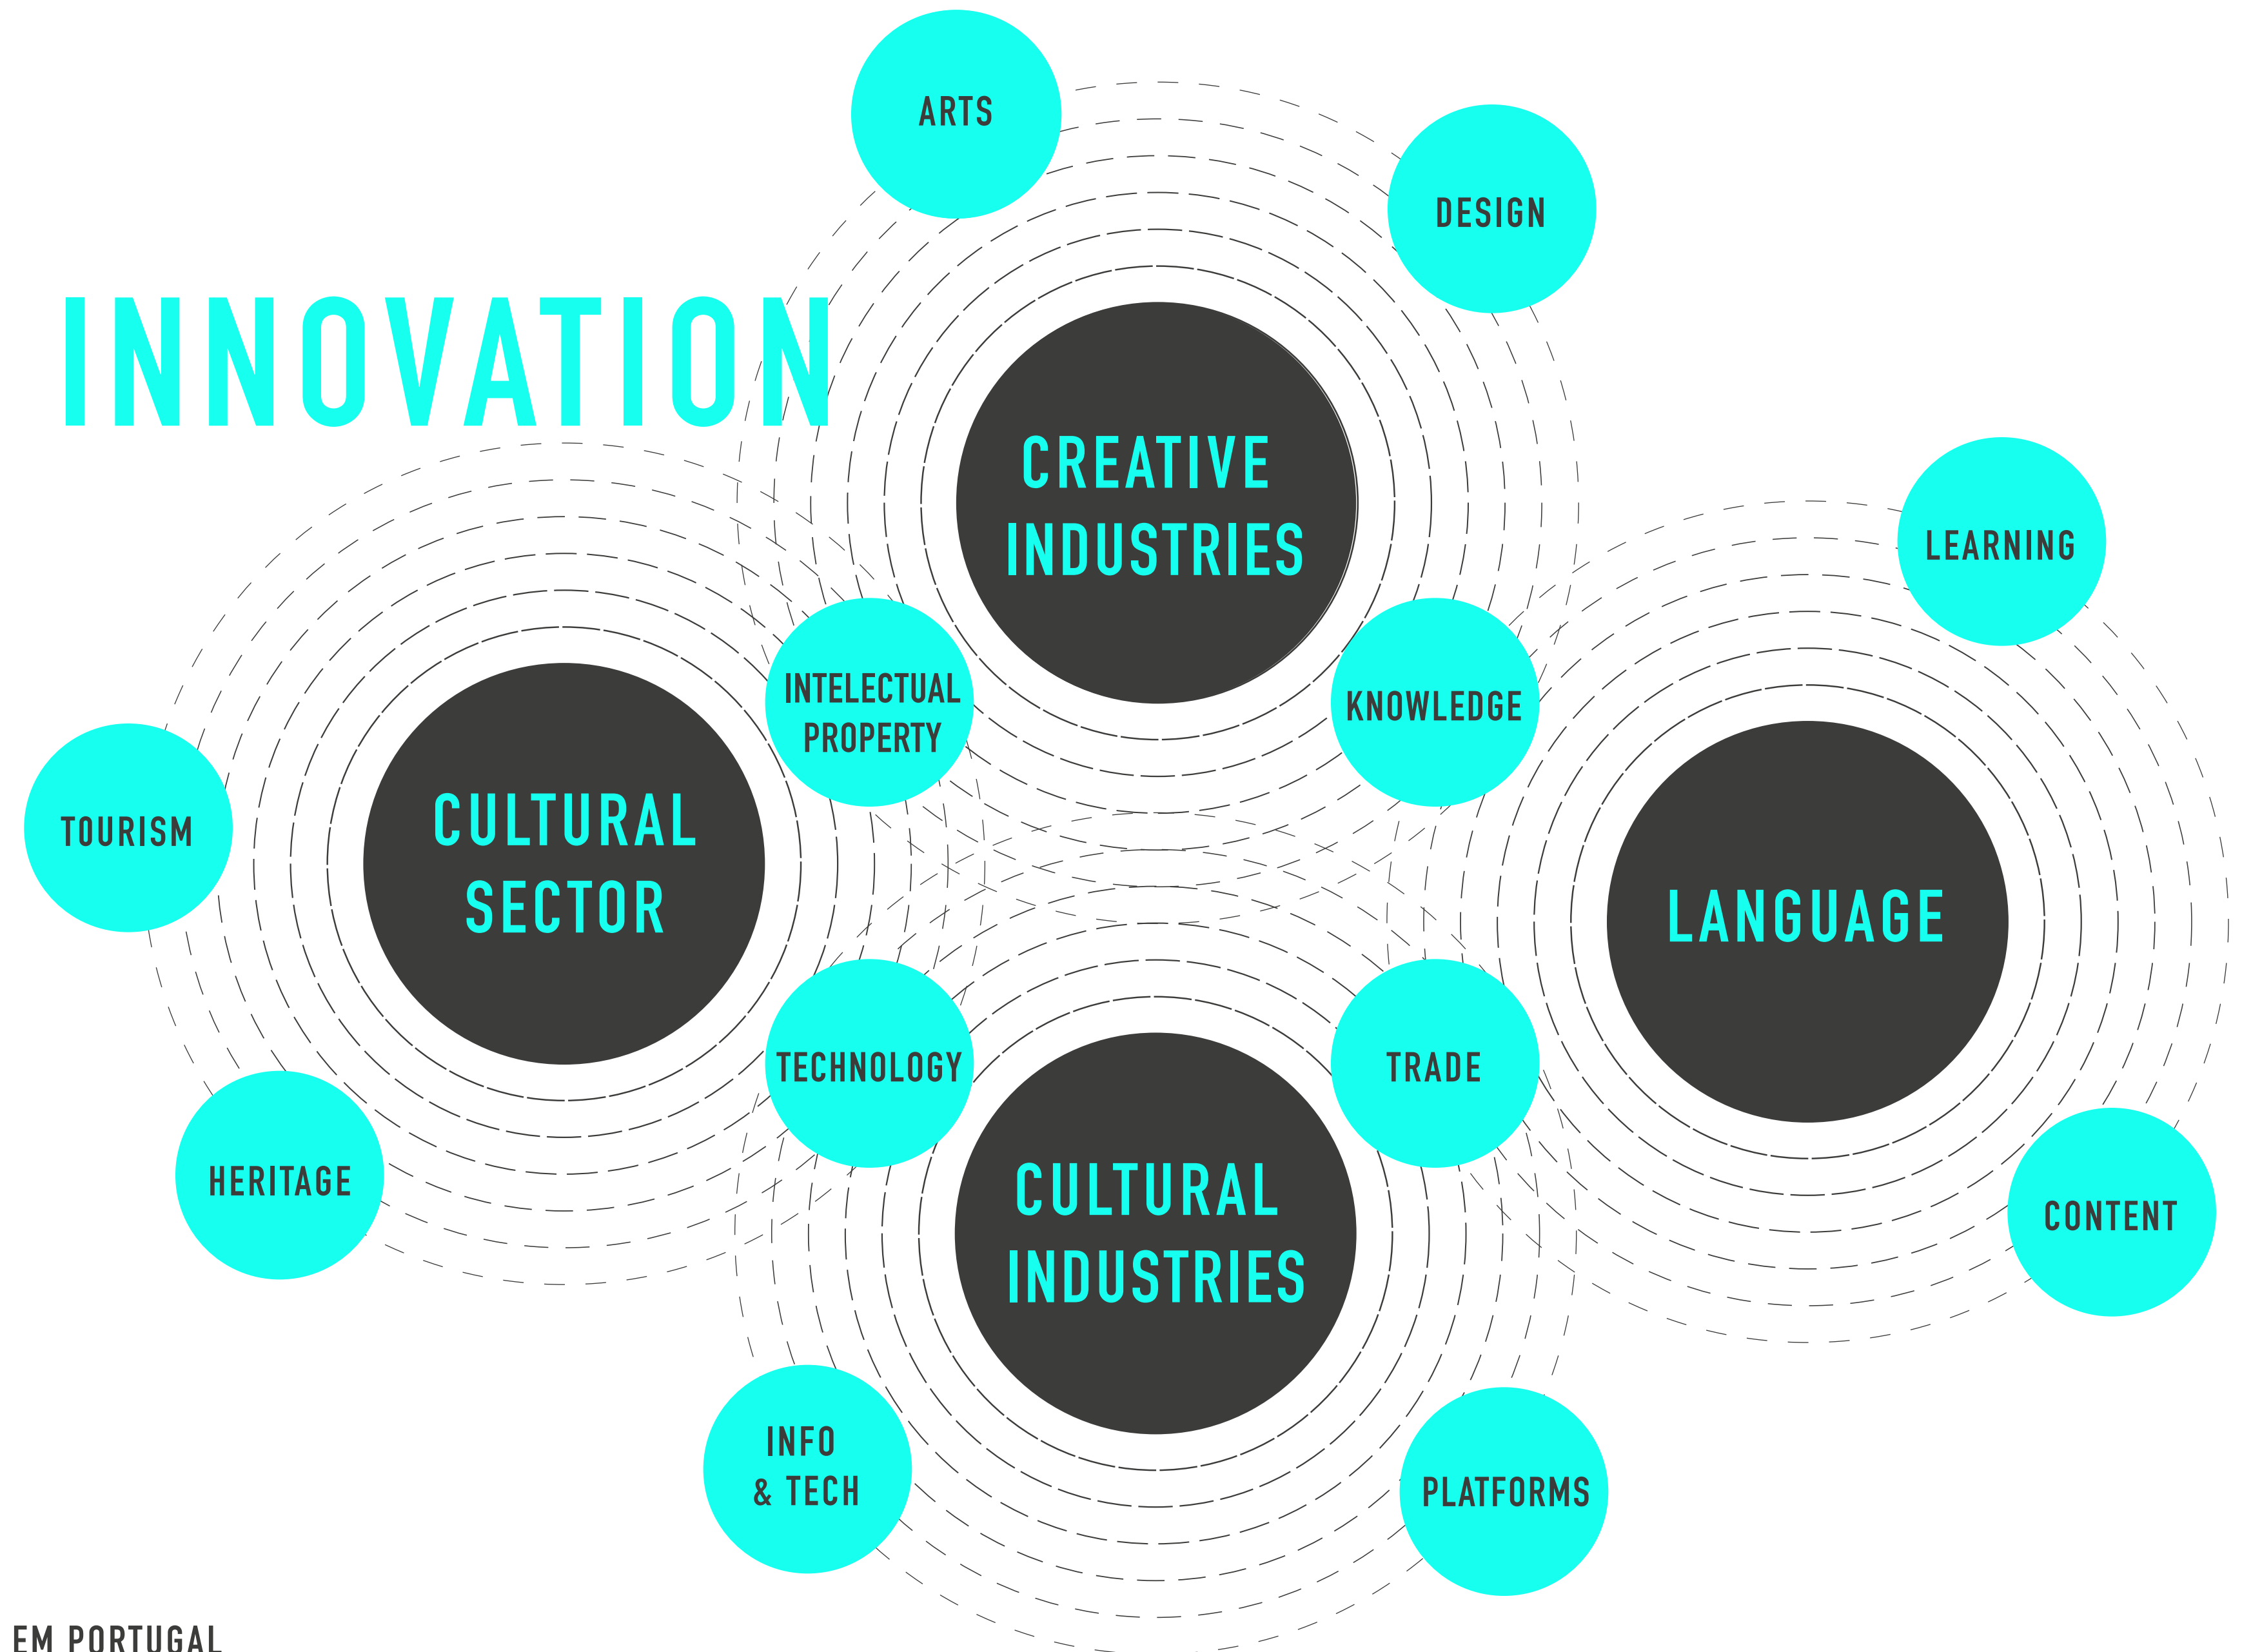 ARTS
DESIGN
INNOVATION
CREATIVE
INDUSTRIES
LEARNING
INTELECTUAL
PROPERTY
KNOWLEDGE
TOURISM
CULTURAL
SECTOR
LANGUAGE
TECHNOLOGY
TRADE
HERITAGE
CULTURAL
INDUSTRIES
CONTENT
INFO
& TECH
PLATFORMS
EM PORTUGAL